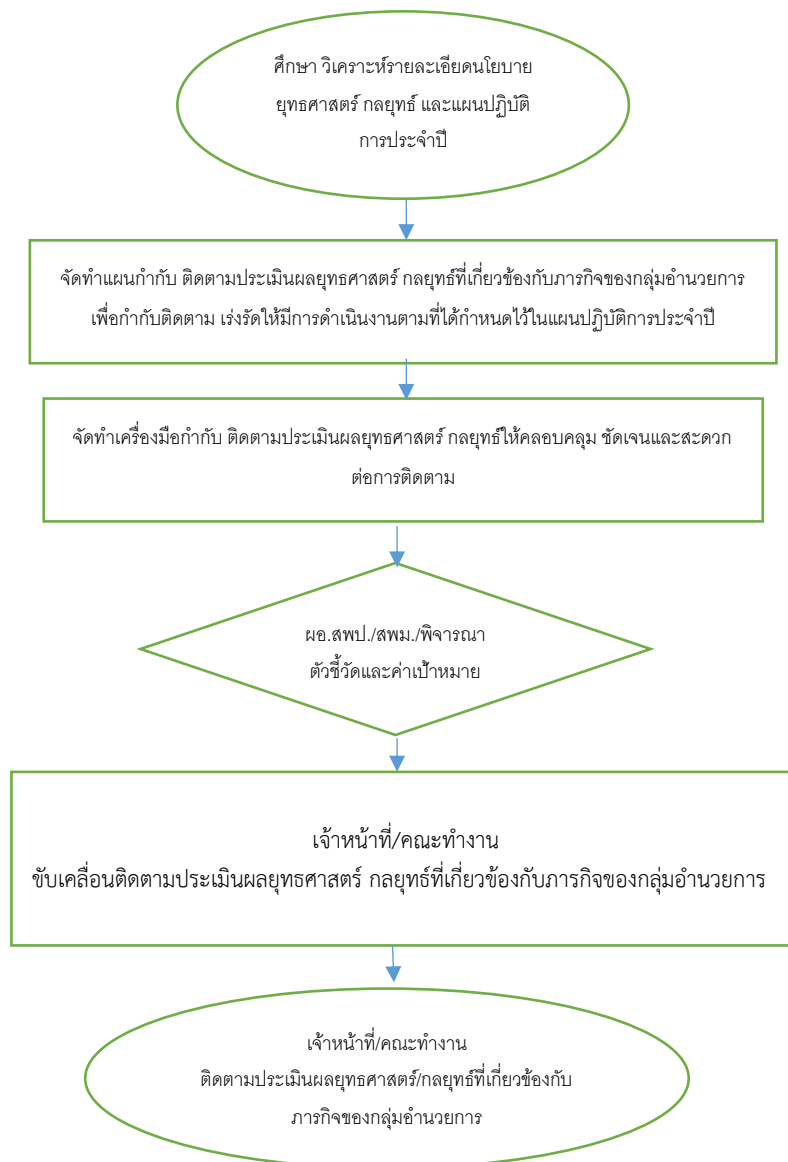 ศึกษา วิเคราะห์รายละเอียดนโยบาย
ยุทธศาสตร์ กลยุทธ์ และแผนปฏิบัติ
การประจำปี
จัดทำแผนกำกับ ติดตามประเมินผลยุทธศาสตร์ กลยุทธ์ที่เกี่ยวข้องกับภารกิจของกลุ่มอำนวยการ
เพื่อกำกับติดตาม เร่งรัดให้มีการดำเนินงานตามที่ได้กำหนดไว้ในแผนปฏิบัติการประจำปี
จัดทำเครื่องมือกำกับ ติดตามประเมินผลยุทธศาสตร์ กลยุทธ์ให้คลอบคลุม ชัดเจนและสะดวก
ต่อการติดตาม
ผอ.สพป./สพม./พิจารณา
ตัวชี้วัดและค่าเป้าหมาย
เจ้าหน้าที่/คณะทำงาน
ขับเคลื่อนติดตามประเมินผลยุทธศาสตร์ กลยุทธ์ที่เกี่ยวข้องกับภารกิจของกลุ่มอำนวยการ
เจ้าหน้าที่/คณะทำงาน
ติดตามประเมินผลยุทธศาสตร์/กลยุทธ์ที่เกี่ยวข้องกับ
ภารกิจของกลุ่มอำนวยการ